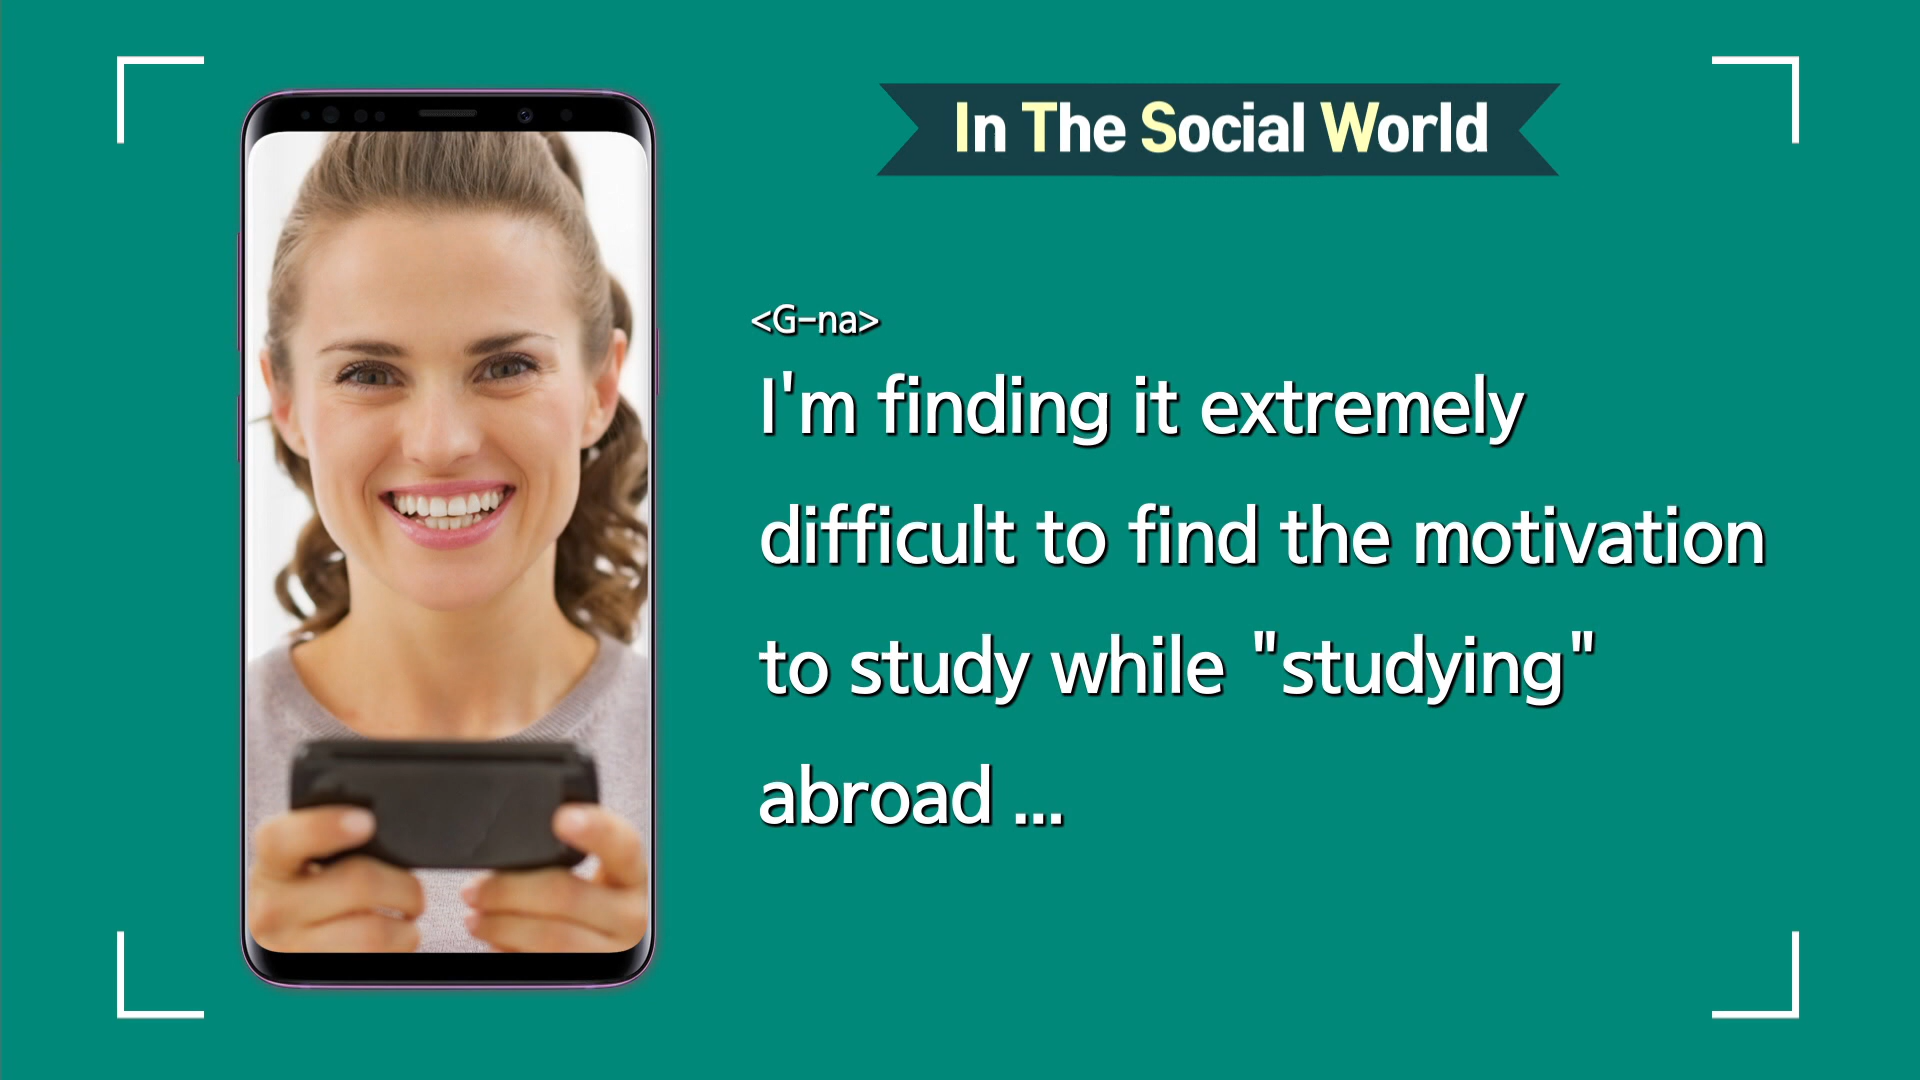 In The Social World
<G-na>
I'm finding it extremely
difficult to find the motivation
to study while "studying"
abroad ...